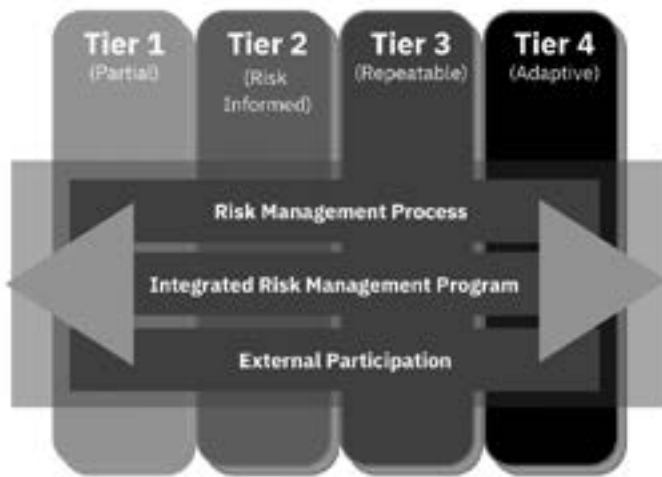 Tier 1
(Partial)
Tier 2
(Risk
Informed)
Tier 3
(Repeatable)
Tier 4
(Adaptive)
Risk Management Process
Integrated Risk Management Program
External Participation